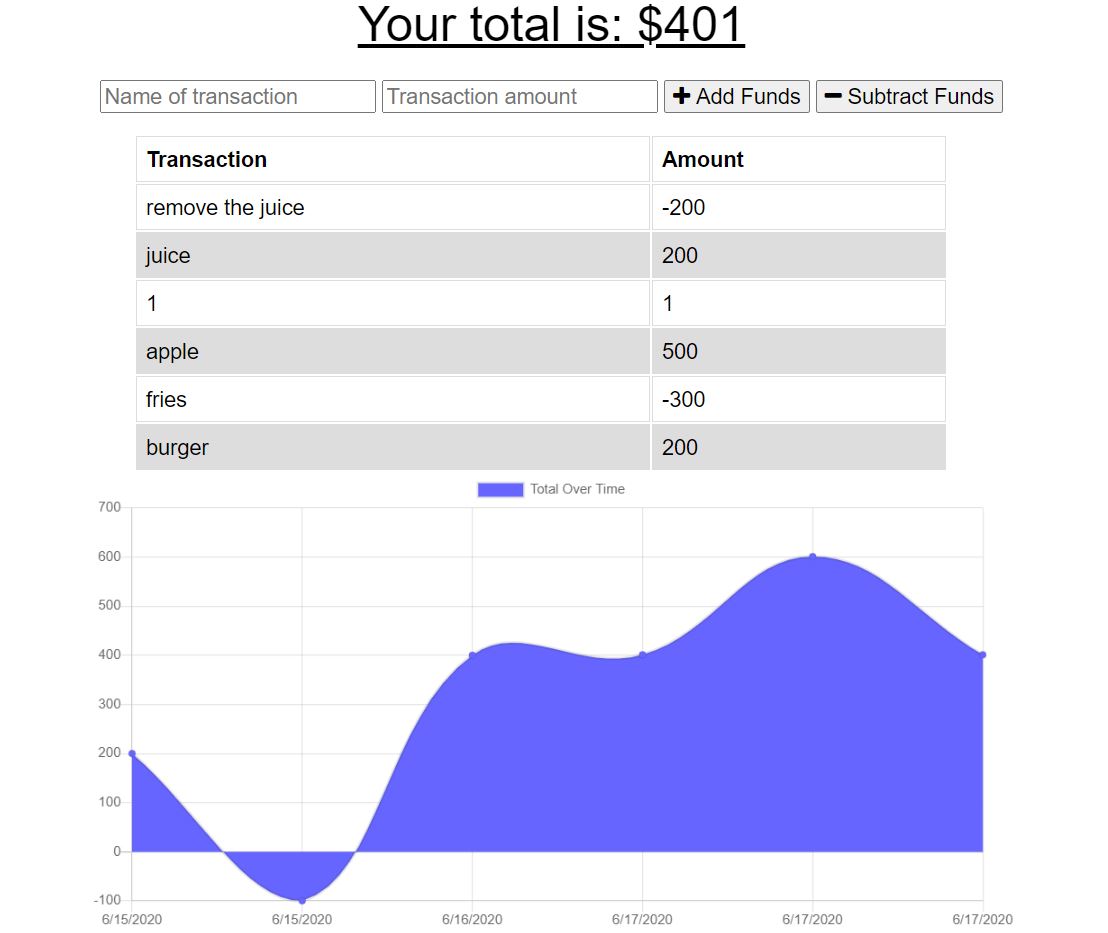 Your total is: $401
Name of transaction Transaction amount Add Funds Subtract Funds
Transaction Amount
remove the juice -200
juice 200
1 1
apple 500
fries -300
burger 200
Total Over Time
700
600
500
400
300
200
100
0
-100
6/15/2020 6/15/2020 6/16/2020 6/17/2020 6/17/2020 6/17/2020